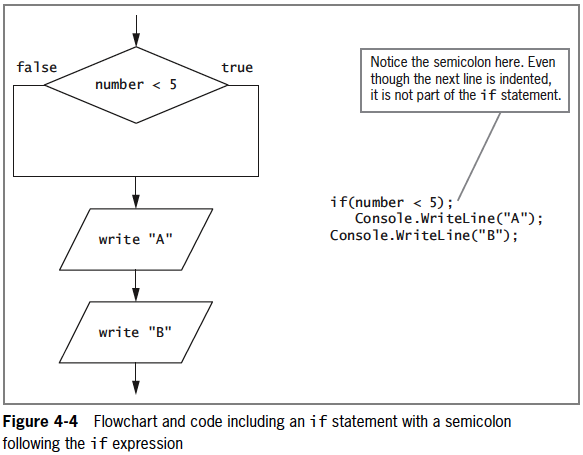 false
true
number < 5
Notice the semicolon here. Even
though the next line is indented,
it is not part of the if statement.
if(number < 5);
Console.WriteLine("A");
Console.WriteLine("B");
write "A"
write "B"
Figure 4-4 Flowchart and code including an if statement with a semicolon
following the if expression